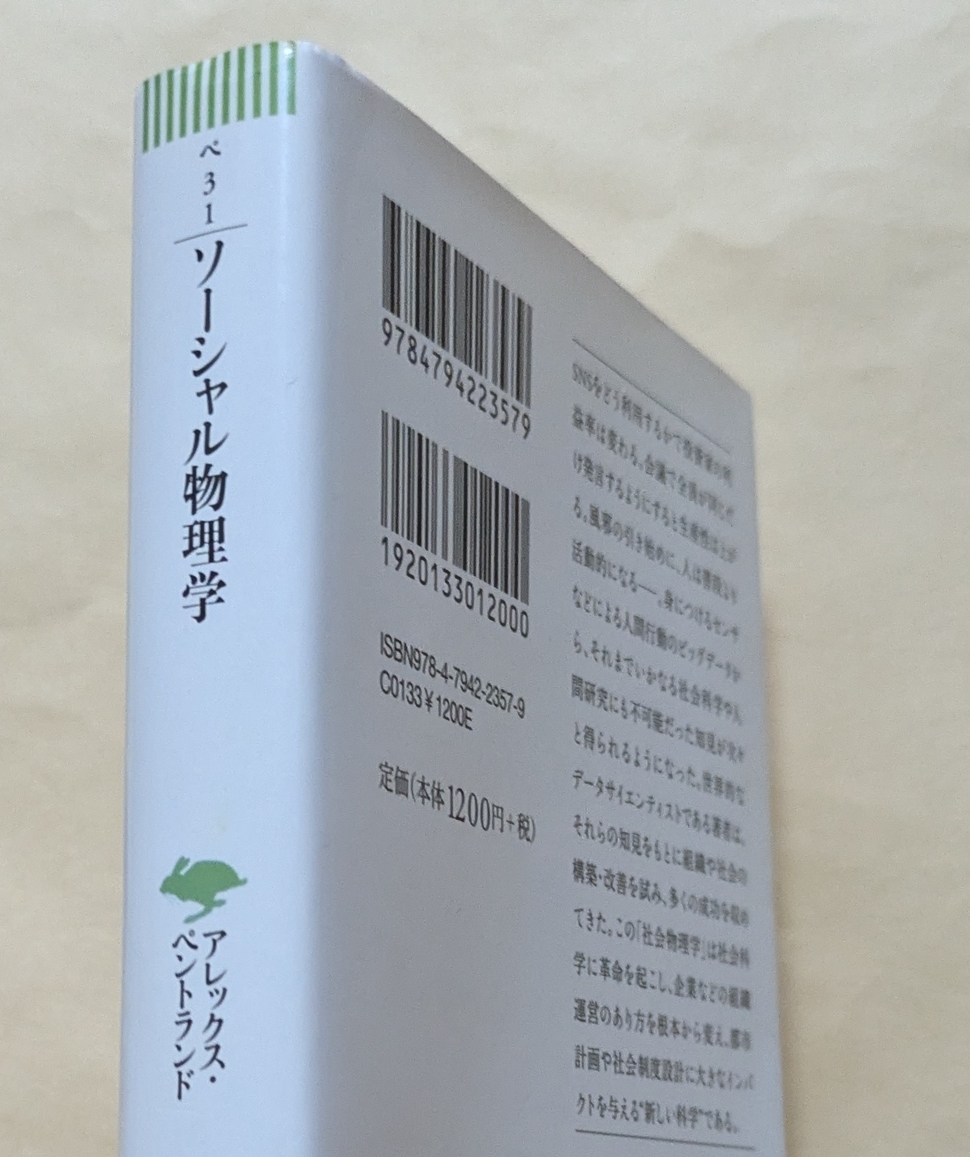 ペ
3
1
ソーシャル物理学
アレックス・
ペントランド
9784794223579
1920133012000
ISBN978-4-7942-2357-9
C0133¥1200E
定価(本体1200円+税)
SNSをどう利用するかで投資家の利
益率は変わる。会議で全員が同じだ
け発言するようにすると生産性は上が
る。風邪の引き始めに、人は普段より
活動的になる――。身につけるセンサ
などによる人間行動のビッグデータか
ら、それまでいかなる社会科学や人
間研究にも不可能だった知見が次々
と得られるようになった。世界的な
データサイエンティストである著者は、
それらの知見をもとに組織や社会の
構築・改善を試み、多くの成功を収め
てきた。この「社会物理学」は社会科
学に革命を起こし、企業などの組織
運営のあり方を根本から変え、都市
計画や社会制度設計に大きなインパ
クトを与える“新しい科学”である。